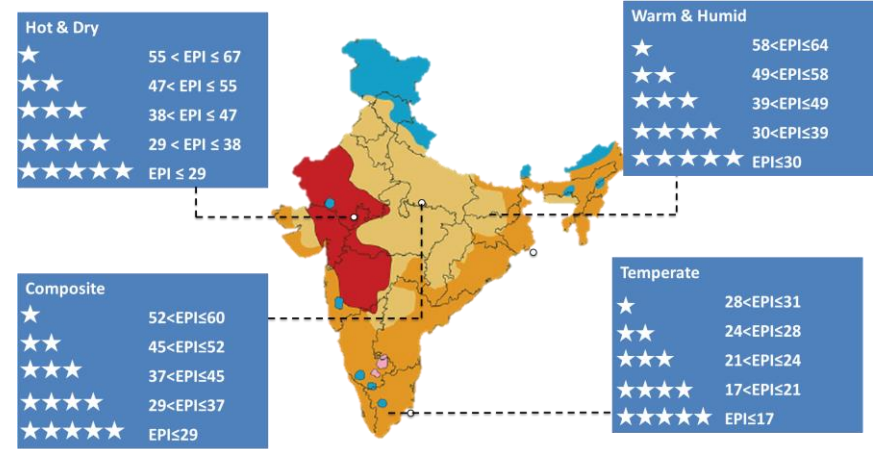 Hot & Dry
55 < EPI ≤ 67
47< EPI ≤ 55
38< EPI ≤ 47
29 < EPI ≤ 38
EPI ≤ 29
Warm & Humid
58<EPI≤64
49<EPI≤58
39<EPI≤49
30<EPI≤39
EPI≤30
Composite
52<EPI≤60
45<EPI≤52
37<EPI≤45
29<EPI≤37
EPI≤29
Temperate
28<EPI≤31
24<EPI≤28
21<EPI≤24
17<EPI≤21
EPI≤17